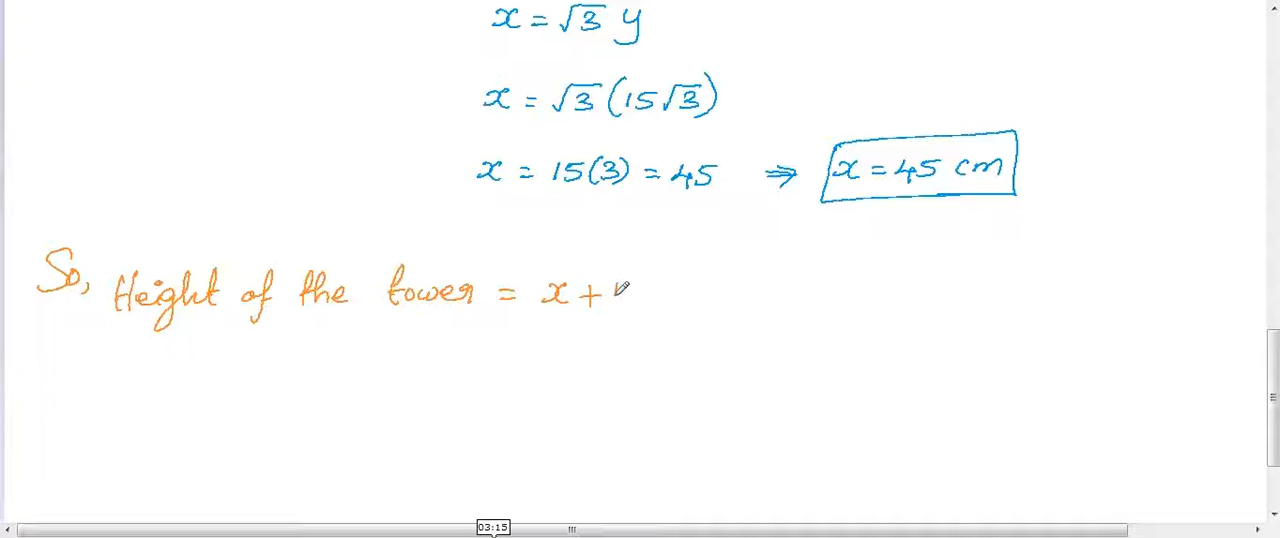 x = √3 y
x = √3 (15√3)
x = 15(3) = 45 ⇒ x = 45 cm
So, Height of the tower = x +
03:15